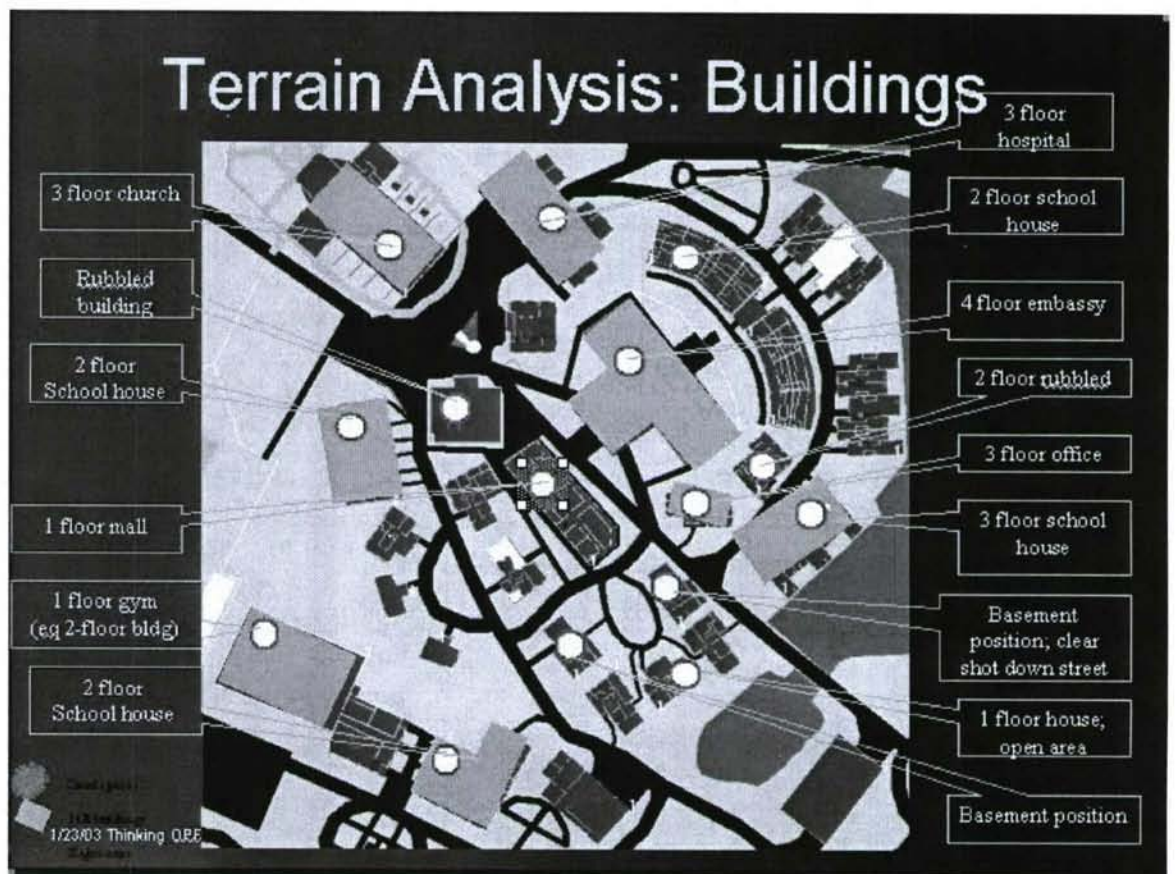 Terrain Analysis: Buildings
3 floor church
Rubbled
building
2 floor
School house
1 floor mall
1 floor gym
(eg 2-floor bldg)
2 floor
School house
3 floor
hospital
2 floor school
house
4 floor embassy
2 floor rubbled
3 floor office
3 floor school
house
Basement
position; clear
shot down street
1 floor house;
open area
Basement position
1/23/03 Thinking